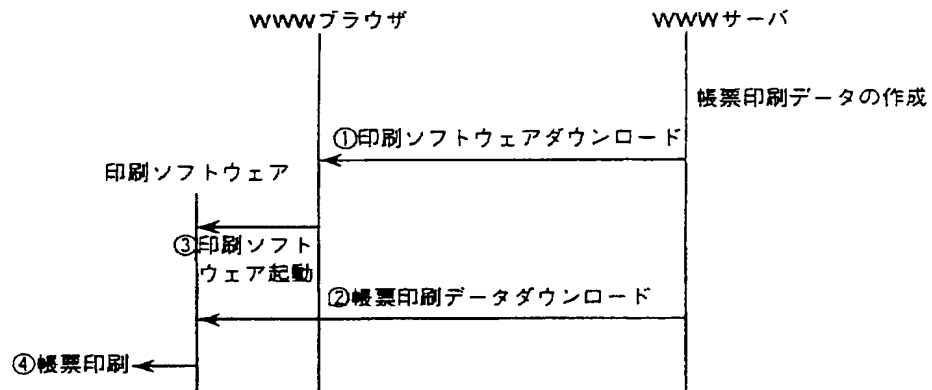 WWWブラウザ
WWWサーバ
帳票印刷データの作成
①印刷ソフトウェアダウンロード
印刷ソフトウェア
③印刷ソフト
ウェア起動
②帳票印刷データダウンロード
④帳票印刷